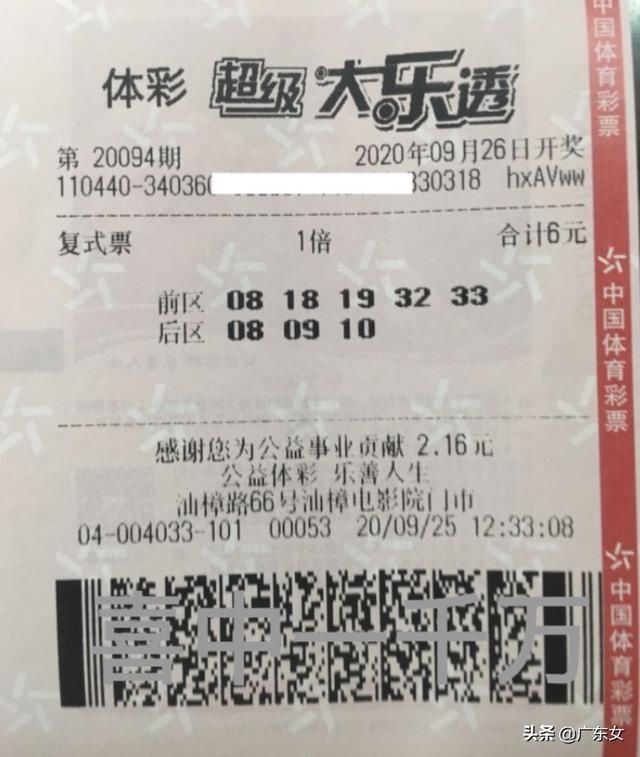 体彩 超级大乐透
第 20094期 2020年09月26日开奖
110440-34036 330318 hxAVww
复式票 1倍 合计6元
前区 08 18 19 32 33
后区 08 09 10
感谢您为公益事业贡献 2.16元
公益体彩 乐善人生
汕樟路66号汕樟电影院门市
04-004033-101 00053 20/09/25 12:33:08
喜中一千万
中国体育彩票
中国体育彩票
中国体育彩票
头条 @广东女